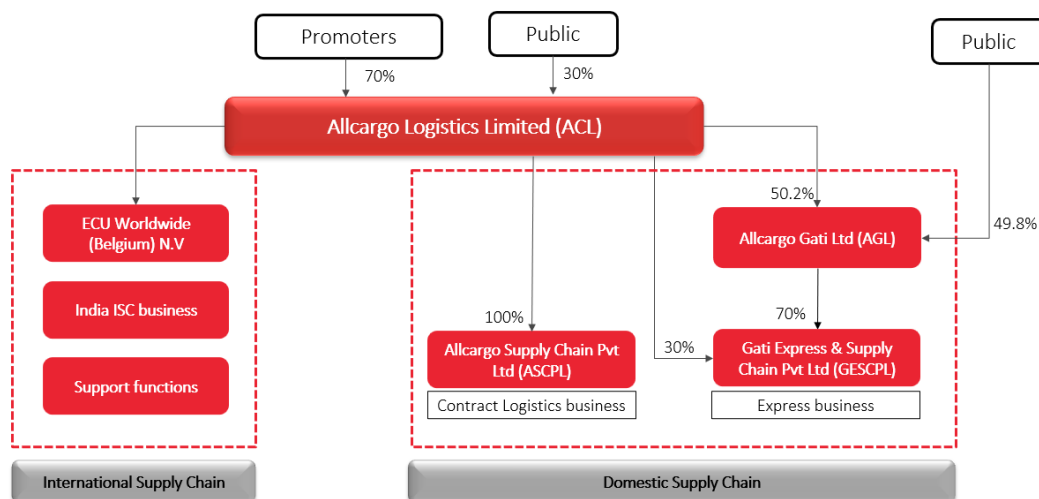 Promoters
Public
Public
70%
30%
Allcargo Logistics Limited (ACL)
50.2%
49.8%
ECU Worldwide
(Belgium) N.V
Allcargo Gati Ltd (AGL)
India ISC business
100%
70%
30%
Allcargo Supply Chain Pvt
Ltd (ASCPL)
Gati Express & Supply
Chain Pvt Ltd (GESCPL)
Support functions
Contract Logistics business
Express business
International Supply Chain
Domestic Supply Chain